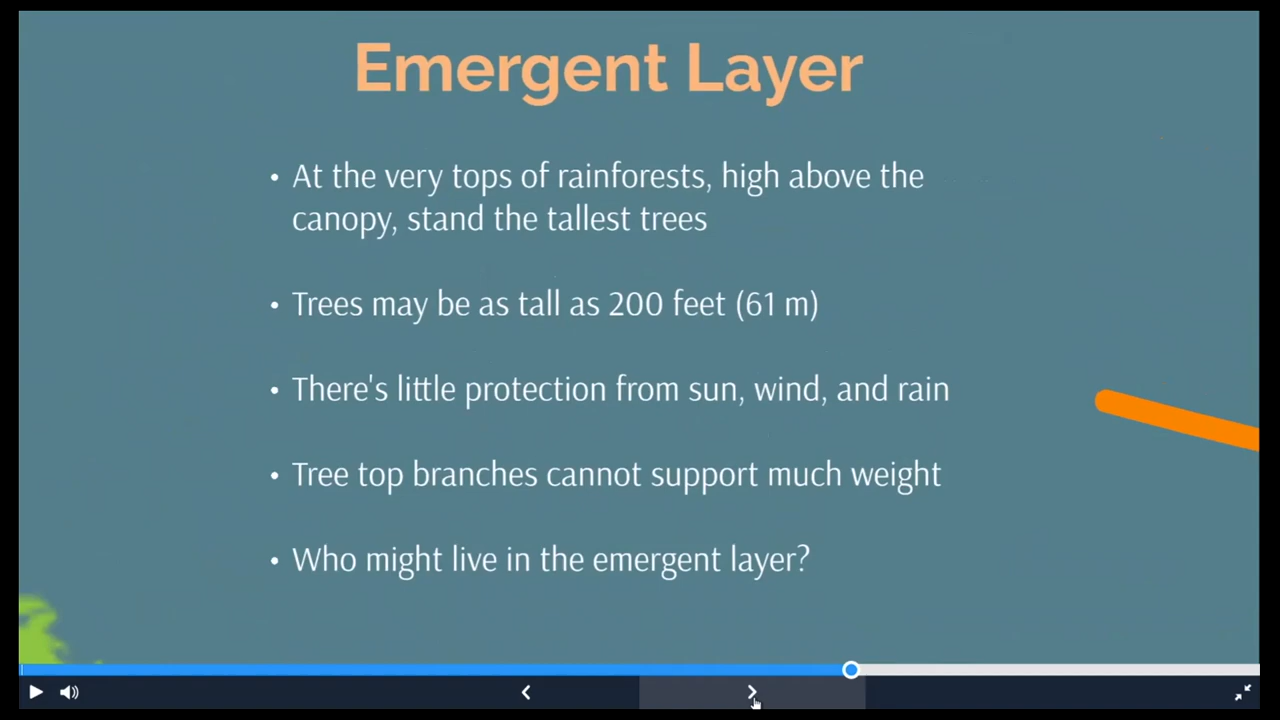 Emergent Layer
• At the very tops of rainforests, high above the
canopy, stand the tallest trees
• Trees may be as tall as 200 feet (61 m)
• There's little protection from sun, wind, and rain
• Tree top branches cannot support much weight
• Who might live in the emergent layer?